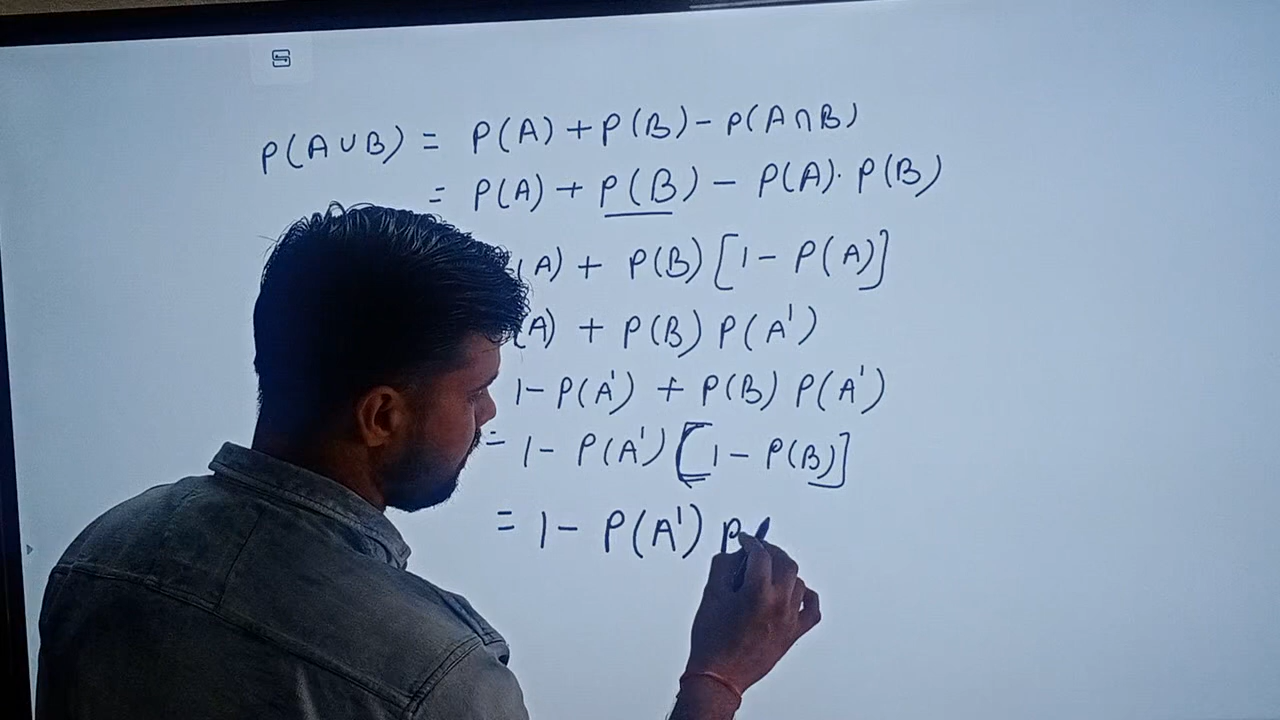 P(A∪B) = P(A) + P(B) - P(A∩B)
= P(A) + P(B) - P(A)·P(B)
(A) + P(B) [1 - P(A)]
(A) + P(B) P(A')
1 - P(A') + P(B) P(A')
= 1 - P(A') [1 - P(B)]
= 1 - P(A') P